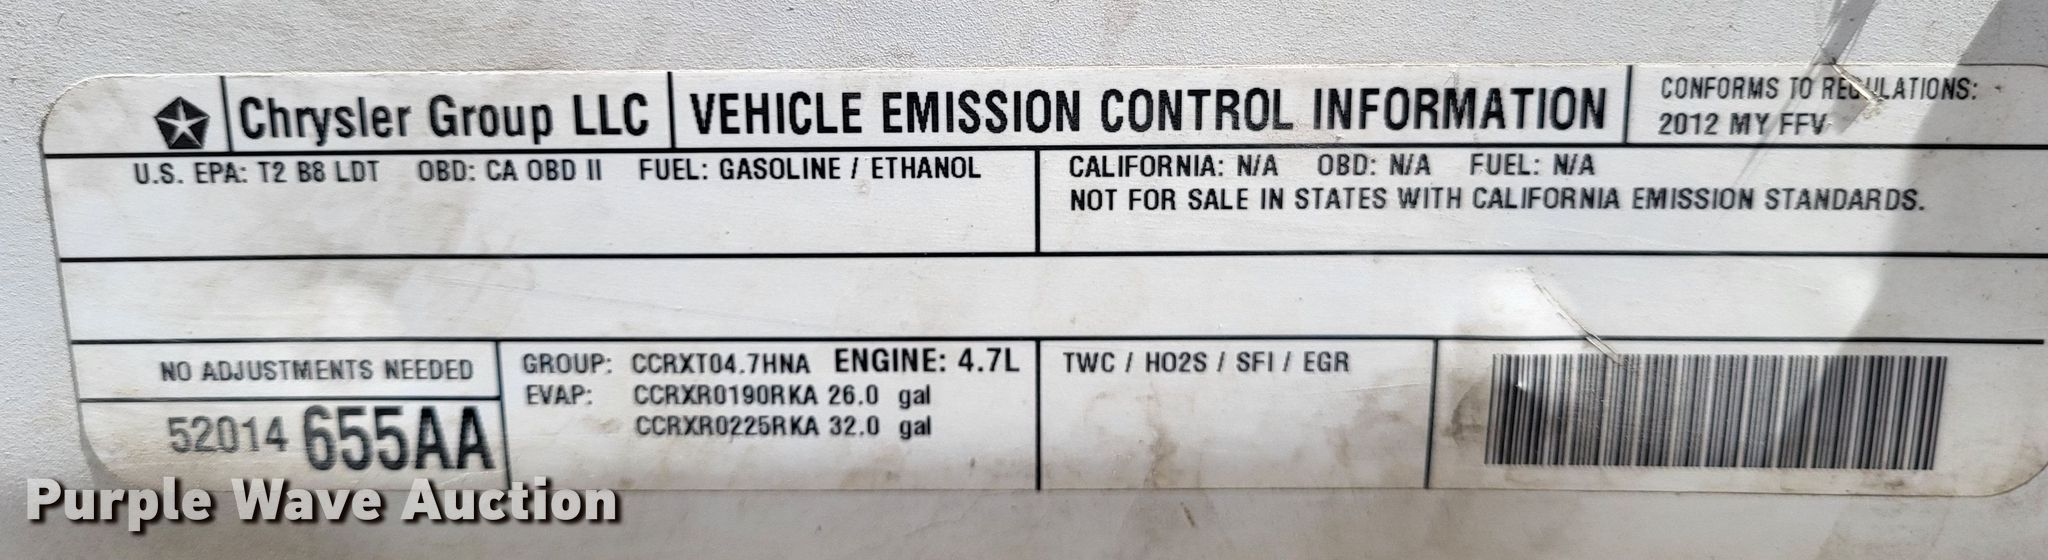 Chrysler Group LLC VEHICLE EMISSION CONTROL INFORMATION
CONFORMS TO REGULATIONS:
2012 MY FFV
U.S. EPA: T2 B8 LDT OBD: CA OBD II FUEL: GASOLINE / ETHANOL
CALIFORNIA: N/A OBD: N/A FUEL: N/A
NOT FOR SALE IN STATES WITH CALIFORNIA EMISSION STANDARDS.
NO ADJUSTMENTS NEEDED
52014 655AA
GROUP: CCRXT04.7HNA ENGINE: 4.7L
EVAP: CCRXR0190RKA 26.0 gal
CCRXR0225RKA 32.0 gal
TWC / HO2S / SFI / EGR
Purple Wave Auction